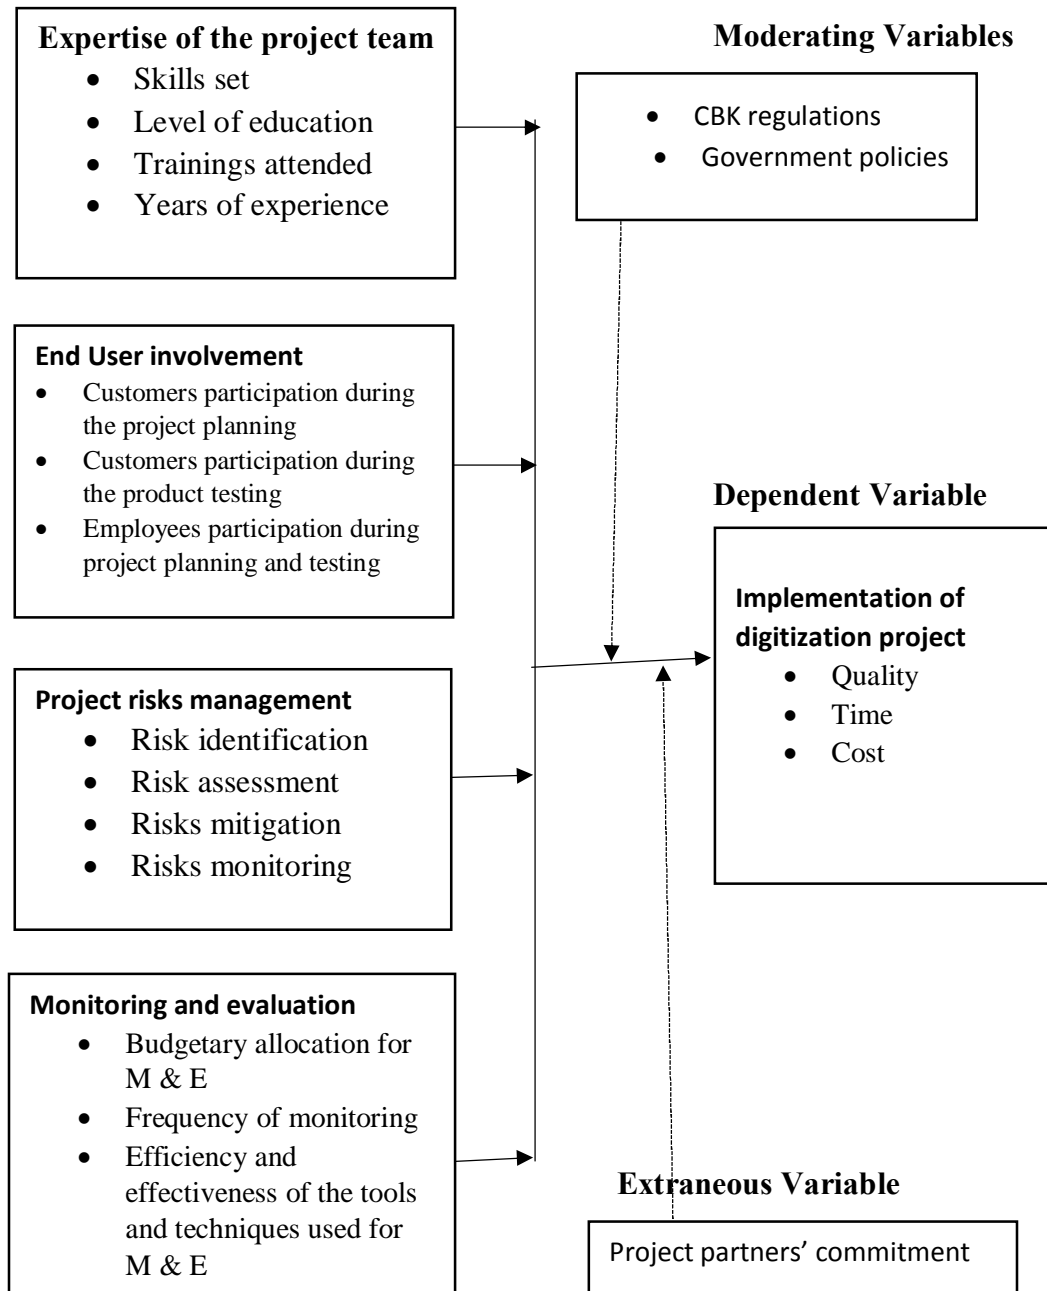 Expertise of the project team
• Skills set
• Level of education
• Trainings attended
• Years of experience
End User involvement
• Customers participation during
the project planning
• Customers participation during
the product testing
• Employees participation during
project planning and testing
Project risks management
• Risk identification
• Risk assessment
• Risks mitigation
• Risks monitoring
Monitoring and evaluation
• Budgetary allocation for
M & E
• Frequency of monitoring
• Efficiency and
effectiveness of the tools
and techniques used for
M & E
Moderating Variables
• CBK regulations
• Government policies
Dependent Variable
Implementation of
digitization project
• Quality
• Time
• Cost
Extraneous Variable
Project partners’ commitment